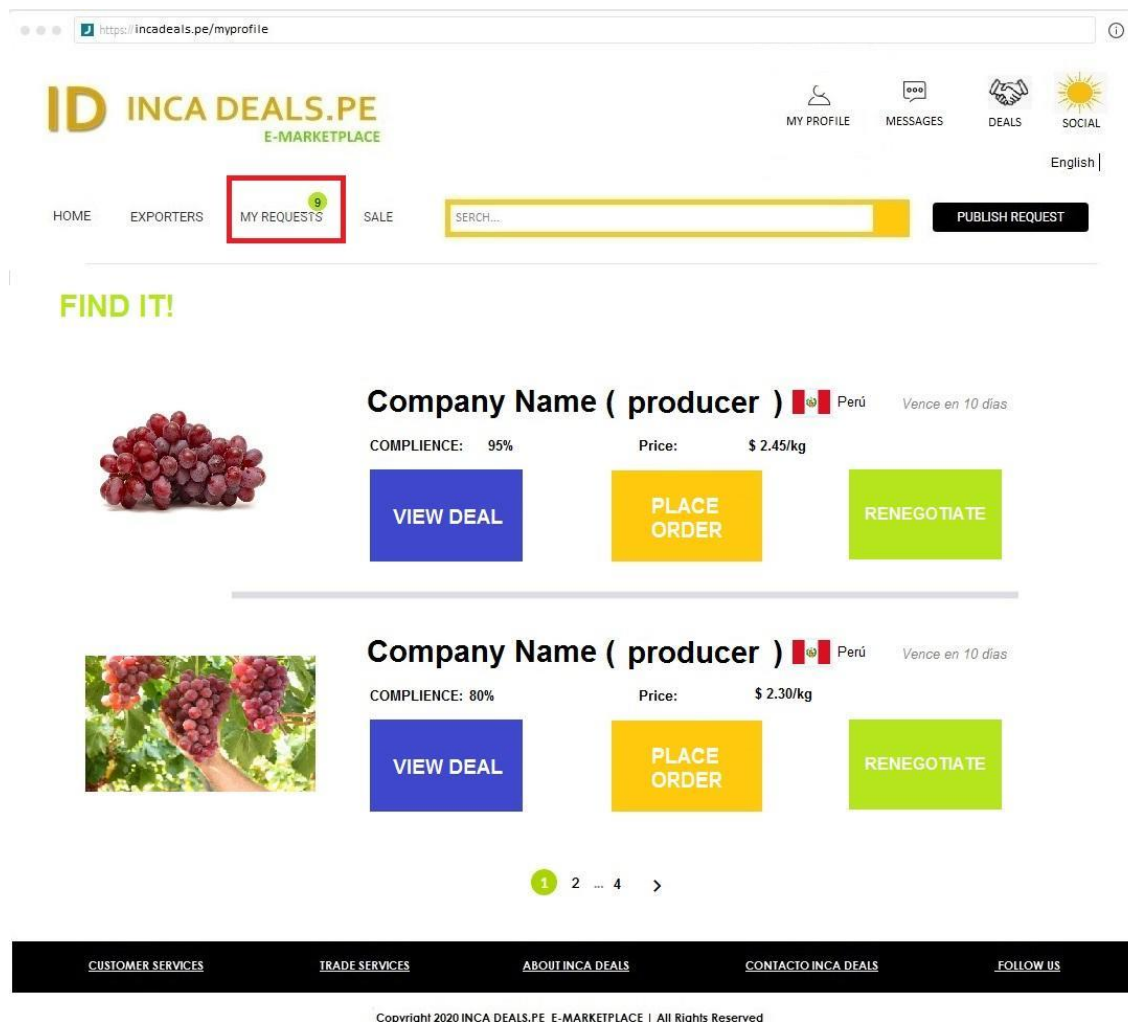 https://incadeals.pe/myprofile
ID INCA DEALS.PE
E-MARKETPLACE
MY PROFILE MESSAGES DEALS SOCIAL
English
HOME EXPORTERS MY REQUESTS 9 SALE SERCH... PUBLISH REQUEST
FIND IT!
Company Name ( producer ) Perú Vence en 10 dias
COMPLIENCE: 95% Price: $ 2.45/kg
VIEW DEAL PLACE ORDER RENEGOTIATE
Company Name ( producer ) Perú Vence en 10 dias
COMPLIENCE: 80% Price: $ 2.30/kg
VIEW DEAL PLACE ORDER RENEGOTIATE
1 2 ... 4 >
CUSTOMER SERVICES TRADE SERVICES ABOUT INCA DEALS CONTACTO INCA DEALS FOLLOW US
Copyright 2020 INCA DEALS.PE E-MARKETPLACE | All Rights Reserved